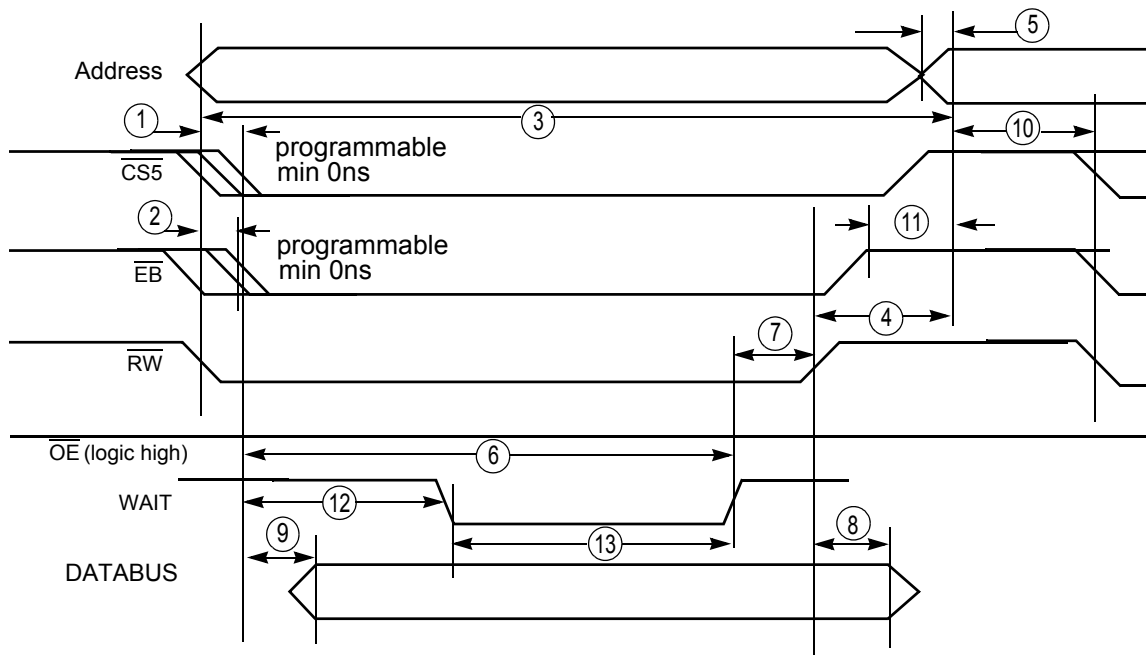 5
Address
1
3
10
programmable
min 0ns
CS5
2
11
programmable
min 0ns
EB
4
7
RW
OE (logic high)
6
WAIT
12
9
13
8
DATABUS